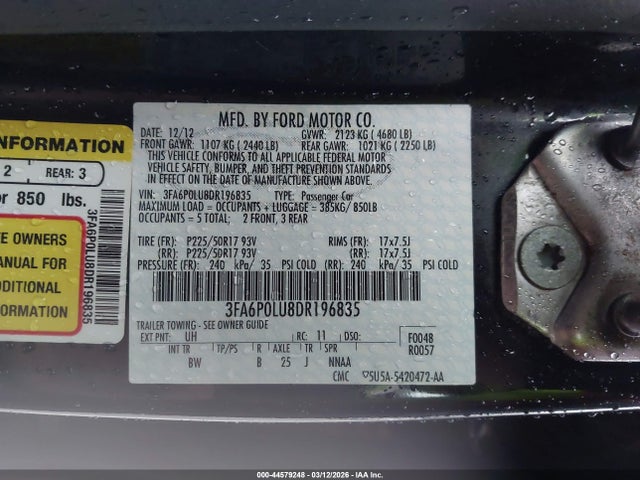 MFD. BY FORD MOTOR CO.
DATE: 12/12 GVWR: 2123 KG ( 4680 LB)
FRONT GAWR: 1107 KG ( 2440 LB) REAR GAWR: 1021 KG ( 2250 LB)
THIS VEHICLE CONFORMS TO ALL APPLICABLE FEDERAL MOTOR
VEHICLE SAFETY, BUMPER, AND THEFT PREVENTION STANDARDS
IN EFFECT ON THE DATE OF MANUFACTURE SHOWN ABOVE.
VIN: 3FA6P0LU8DR196835 TYPE: Passenger Car
MAXIMUM LOAD = OCCUPANTS + LUGGAGE = 385KG/ 850LB
OCCUPANTS = 5 TOTAL: 2 FRONT, 3 REAR
TIRE (FR): P225/50R17 93V RIMS (FR): 17x7.5J
(RR): P225/50R17 93V (RR): 17x7.5J
PRESSURE (FR): 240 kPa/ 35 PSI COLD (RR): 240 kPa/ 35 PSI COLD
3FA6P0LU8DR196835
TRAILER TOWING - SEE OWNER GUIDE
EXT PNT: UH RC: 11 DSO: F0048
R0057
INT TR TP/PS R AXLE TR SPR
BW B 25 J NNAA
CMC 5U5A-5420472-AA
INFORMATION
2 REAR: 3
or 850 lbs.
E OWNERS
MANUAL FOR
DDITIONAL
ORMATION
3FA6P0LU8DR196835
000-44579248 - 03/12/2026 - IAA Inc.